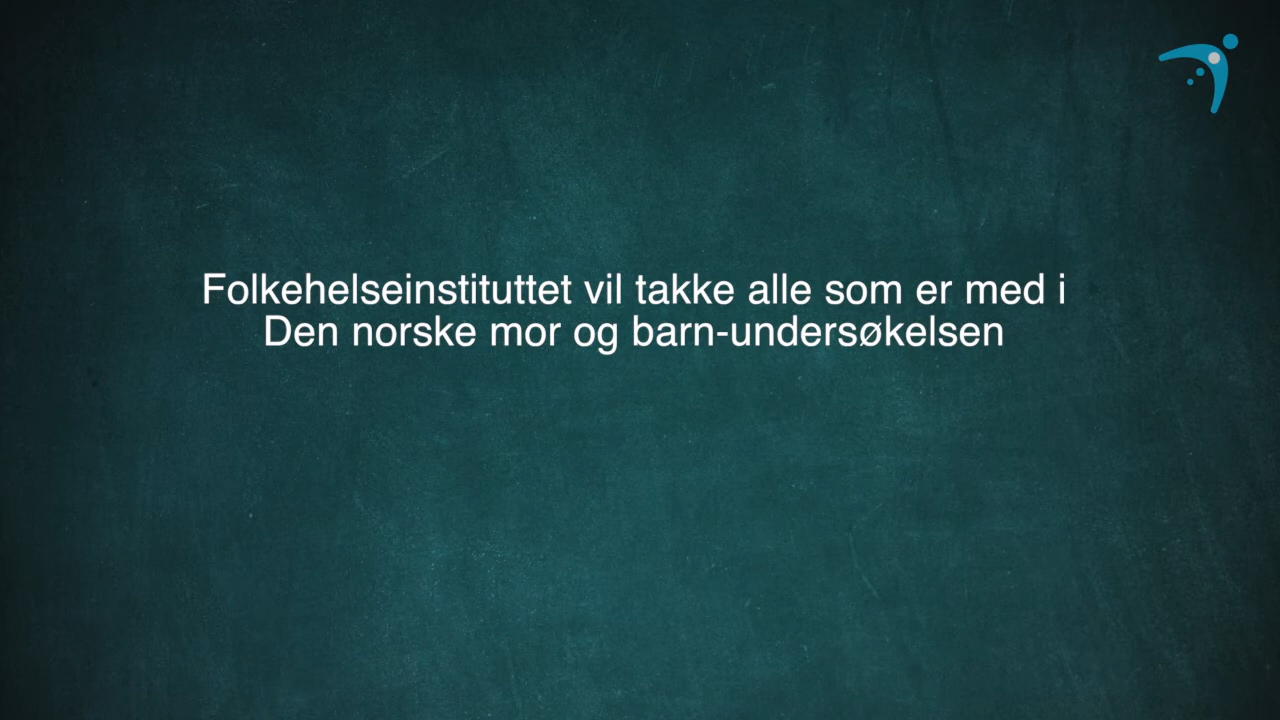 Folkehelseinstituttet vil takke alle som er med i
Den norske mor og barn-undersøkelsen